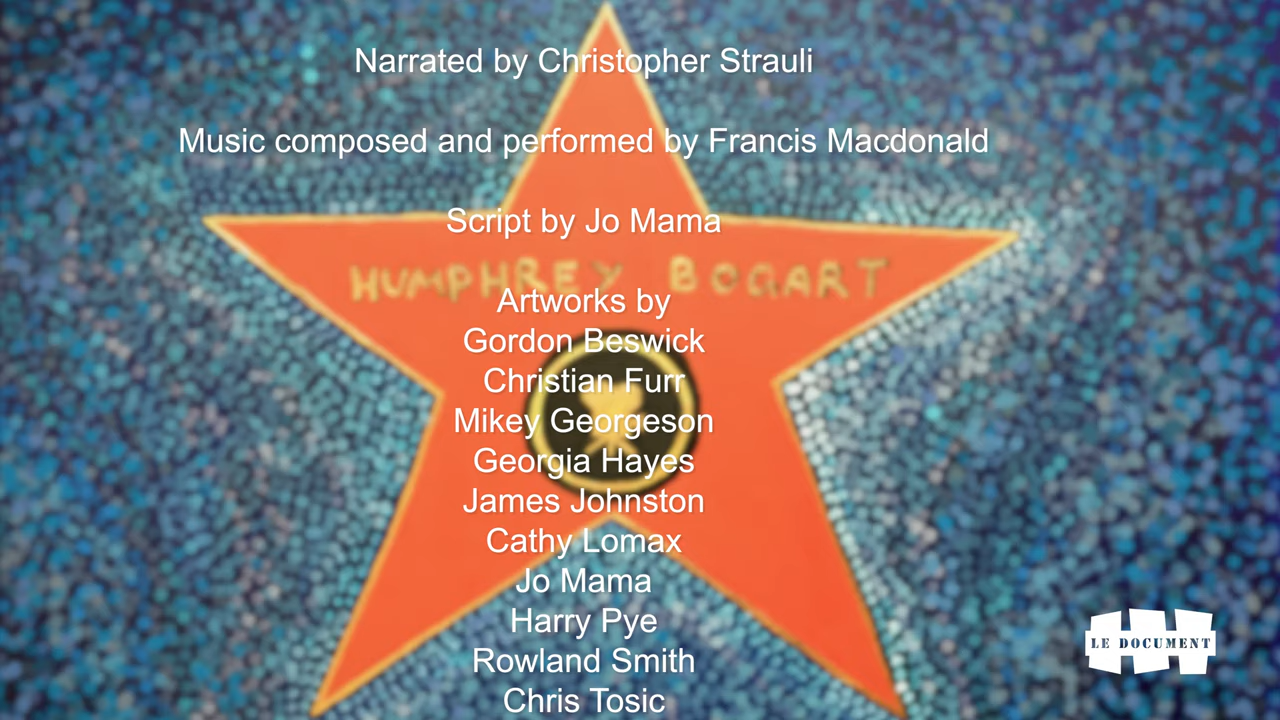 Narrated by Christopher Strauli
Music composed and performed by Francis Macdonald
Script by Jo Mama
HUMPHREY BOGART
Artworks by
Gordon Beswick
Christian Furr
Mikey Georgeson
Georgia Hayes
James Johnston
Cathy Lomax
Jo Mama
Harry Pye
Rowland Smith
Chris Tosic
LE DOCUMENT